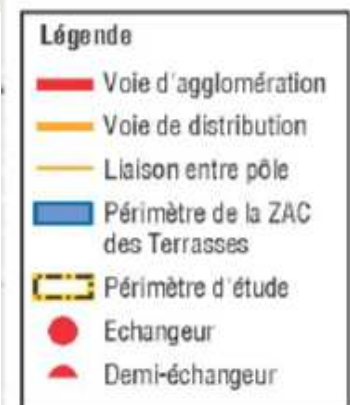 Légende
Voie d'agglomération
Voie de distribution
Liaison entre pôle
Périmètre de la ZAC
des Terrasses
Périmètre d'étude
Echangeur
Demi-échangeur